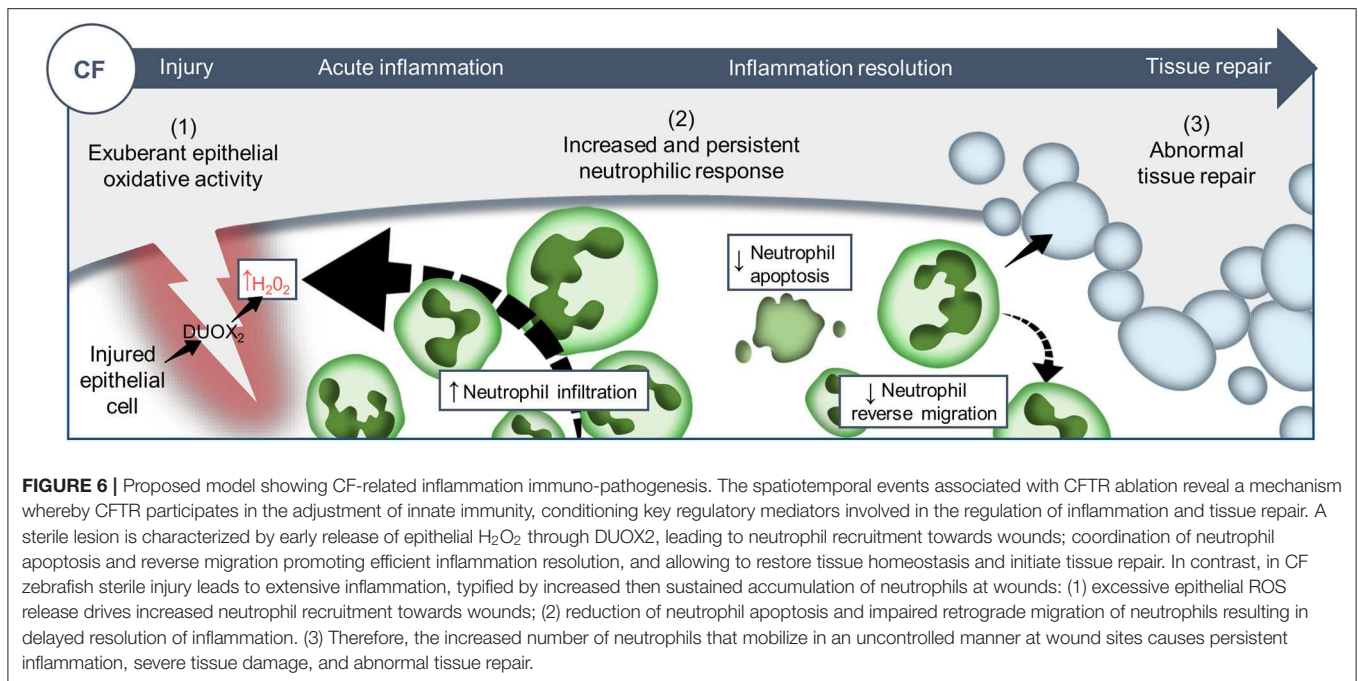 CF
Injury
Acute inflammation
Inflammation resolution
Tissue repair
(1)
Exuberant epithelial
oxidative activity
(2)
Increased and persistent
neutrophilic response
(3)
Abnormal
tissue repair
↑H₂0₂
DUOX₂
Injured
epithelial
cell
↑ Neutrophil infiltration
↓ Neutrophil
apoptosis
↓ Neutrophil
reverse migration
FIGURE 6 | Proposed model showing CF-related inflammation immuno-pathogenesis. The spatiotemporal events associated with CFTR ablation reveal a mechanism
whereby CFTR participates in the adjustment of innate immunity, conditioning key regulatory mediators involved in the regulation of inflammation and tissue repair. A
sterile lesion is characterized by early release of epithelial H₂O₂ through DUOX2, leading to neutrophil recruitment towards wounds; coordination of neutrophil
apoptosis and reverse migration promoting efficient inflammation resolution, and allowing to restore tissue homeostasis and initiate tissue repair. In contrast, in CF
zebrafish sterile injury leads to extensive inflammation, typified by increased then sustained accumulation of neutrophils at wounds: (1) excessive epithelial ROS
release drives increased neutrophil recruitment towards wounds; (2) reduction of neutrophil apoptosis and impaired retrograde migration of neutrophils resulting in
delayed resolution of inflammation. (3) Therefore, the increased number of neutrophils that mobilize in an uncontrolled manner at wound sites causes persistent
inflammation, severe tissue damage, and abnormal tissue repair.